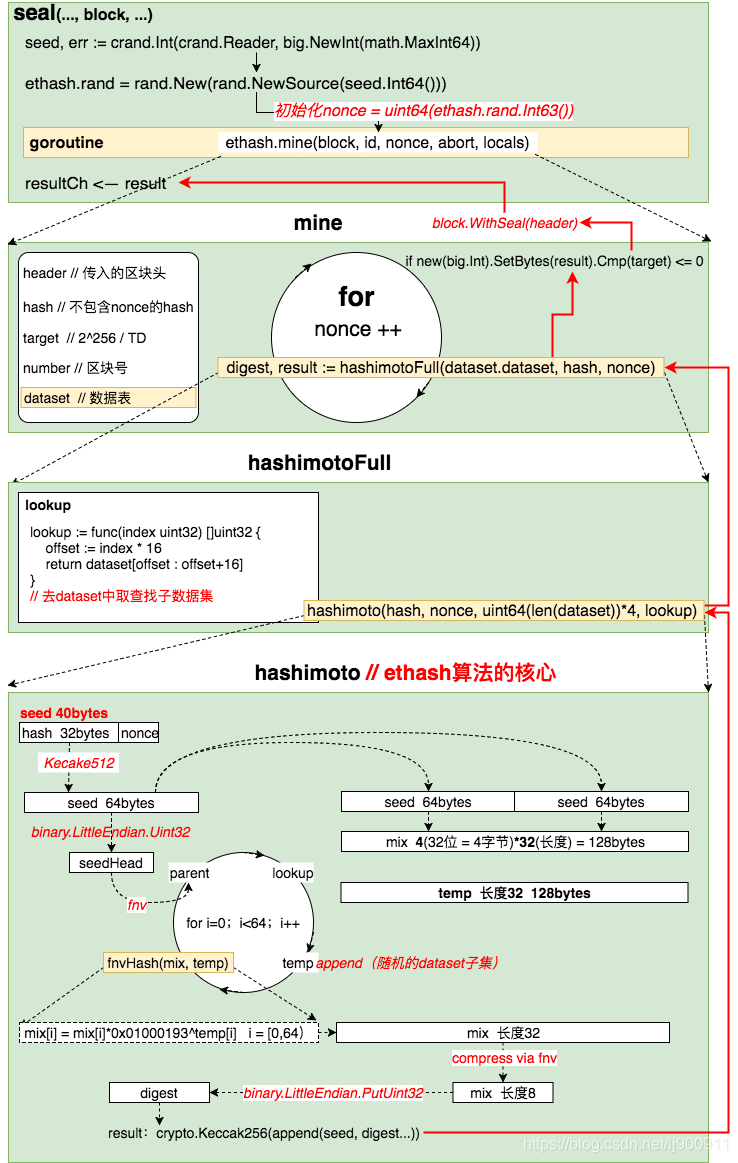 seal(..., block, ...)
seed, err := crand.Int(crand.Reader, big.NewInt(math.MaxInt64))
ethash.rand = rand.New(rand.NewSource(seed.Int64()))
初始化nonce = uint64(ethash.rand.Int63())
goroutine
ethash.mine(block, id, nonce, abort, locals)
resultCh <— result
block.WithSeal(header)
mine
if new(big.Int).SetBytes(result).Cmp(target) <= 0
header // 传入的区块头
hash // 不包含nonce的hash
target // 2^256 / TD
number // 区块号
dataset // 数据表
for
nonce ++
digest, result := hashimotoFull(dataset.dataset, hash, nonce)
hashimotoFull
lookup
lookup := func(index uint32) []uint32 {
offset := index * 16
return dataset[offset : offset+16]
}
// 去dataset中取查找子数据集
hashimoto(hash, nonce, uint64(len(dataset))*4, lookup)
hashimoto // ethash算法的核心
seed 40bytes
hash 32bytes
nonce
Kecake512
seed 64bytes
seed 64bytes
seed 64bytes
binary.LittleEndian.Uint32
mix 4(32位 = 4字节)*32(长度) = 128bytes
seedHead
parent
lookup
temp 长度32 128bytes
fnv
for i=0；i<64；i++
fnvHash(mix, temp)
temp append（随机的dataset子集）
mix[i] = mix[i]*0x01000193^temp[i] i = [0,64）
mix 长度32
compress via fnv
digest
binary.LittleEndian.PutUint32
mix 长度8
result：crypto.Keccak256(append(seed, digest...))
https://blog.csdn.net/lj900911